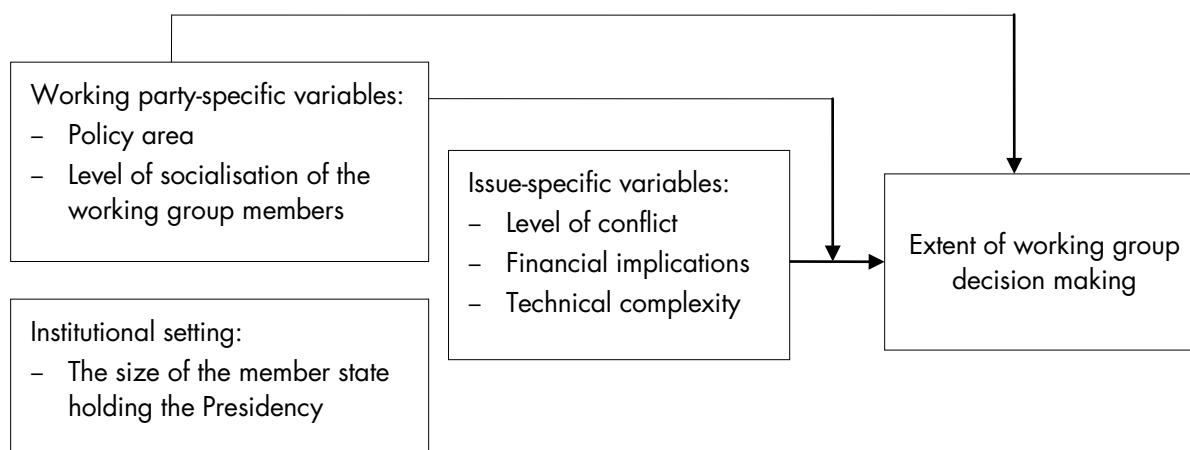 Working party-specific variables:
– Policy area
– Level of socialisation of the
working group members
Issue-specific variables:
– Level of conflict
– Financial implications
– Technical complexity
Extent of working group
decision making
Institutional setting:
– The size of the member state
holding the Presidency